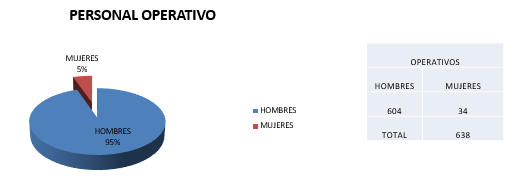 PERSONAL OPERATIVO
MUJERES
5%
HOMBRES
95%
HOMBRES
MUJERES
OPERATIVOS
HOMBRES MUJERES
604 34
TOTAL 638